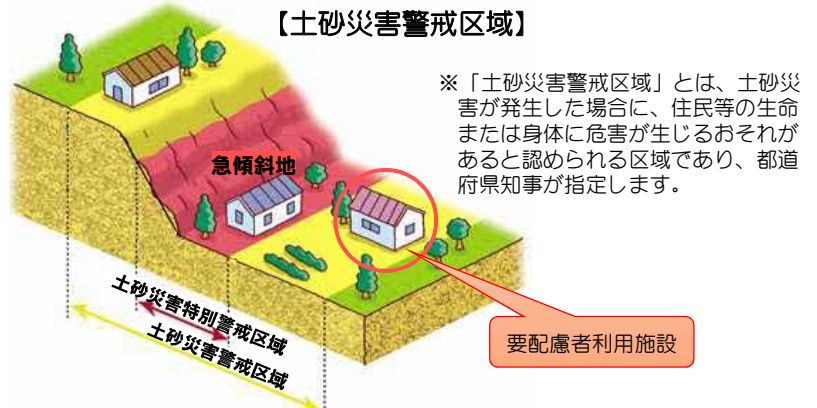 【土砂災害警戒区域】
※「土砂災害警戒区域」とは、土砂災
害が発生した場合に、住民等の生命
または身体に危害が生じるおそれが
あると認められる区域であり、都道
府県知事が指定します。
急傾斜地
土砂災害特別警戒区域
土砂災害警戒区域
要配慮者利用施設